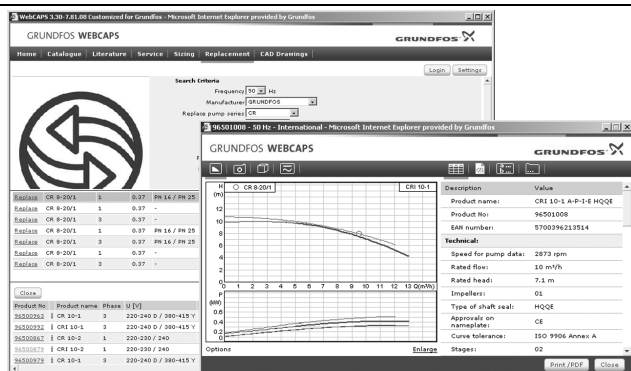 WebCAPS 3.30-7.81.08 Customized for Grundfos - Microsoft Internet Explorer provided by Grundfos
GRUNDFOS WEBCAPS
GRUNDFOS
Home Catalogue Literature Service Sizing Replacement CAD Drawings
Login Settings
Search Criteria
Frequency 50 Hz
Manufacturer GRUNDFOS
Replace pump series CR
Replace CR 8-20/1 1 0.37 PN 16 / PN 25
Replace CR 8-20/1 3 0.37 PN 16 / PN 25
Replace CR 8-20/1 1 0.37 -
Replace CR 8-20/1 3 0.37 -
Replace CR 8-20/1 1 0.37 PN 16 / PN 25
Replace CR 8-20/1 3 0.37 PN 16 / PN 25
Replace CR 8-20/1 3 0.37 -
Close
Product No Product name Phase U [V]
96500963 CR 10-1 3 220-240 D / 380-415 Y
96500992 CRI 10-1 3 220-240 D / 380-415 Y
96500867 CR 10-2 1 220-230 / 240
96500879 CRI 10-2 1 220-230 / 240
96500979 CR 10-1 3 220-240 D / 380-415 Y
96501008 - 50 Hz - International - Microsoft Internet Explorer provided by Grundfos
GRUNDFOS WEBCAPS
GRUNDFOS
H
(m)
CR 8-20/1
CRI 10-1
12
10
8
6
4
2
0
0 1 2 3 4 5 6 7 8 9 10 11 12 13 Q(m³/h)
P
(kW)
0.6
0.4
0.2
0
Options
Enlarge
Description Value
Product name: CRI 10-1 A-P-I-E HQQE
Product No: 96501008
EAN number: 5700396213514
Technical:
Speed for pump data: 2873 rpm
Rated flow: 10 m³/h
Rated head: 7.1 m
Impellers: 01
Type of shaft seal: HQQE
Approvals on
nameplate: CE
Curve tolerance: ISO 9906 Annex A
Stages: 02
Print /PDF Close